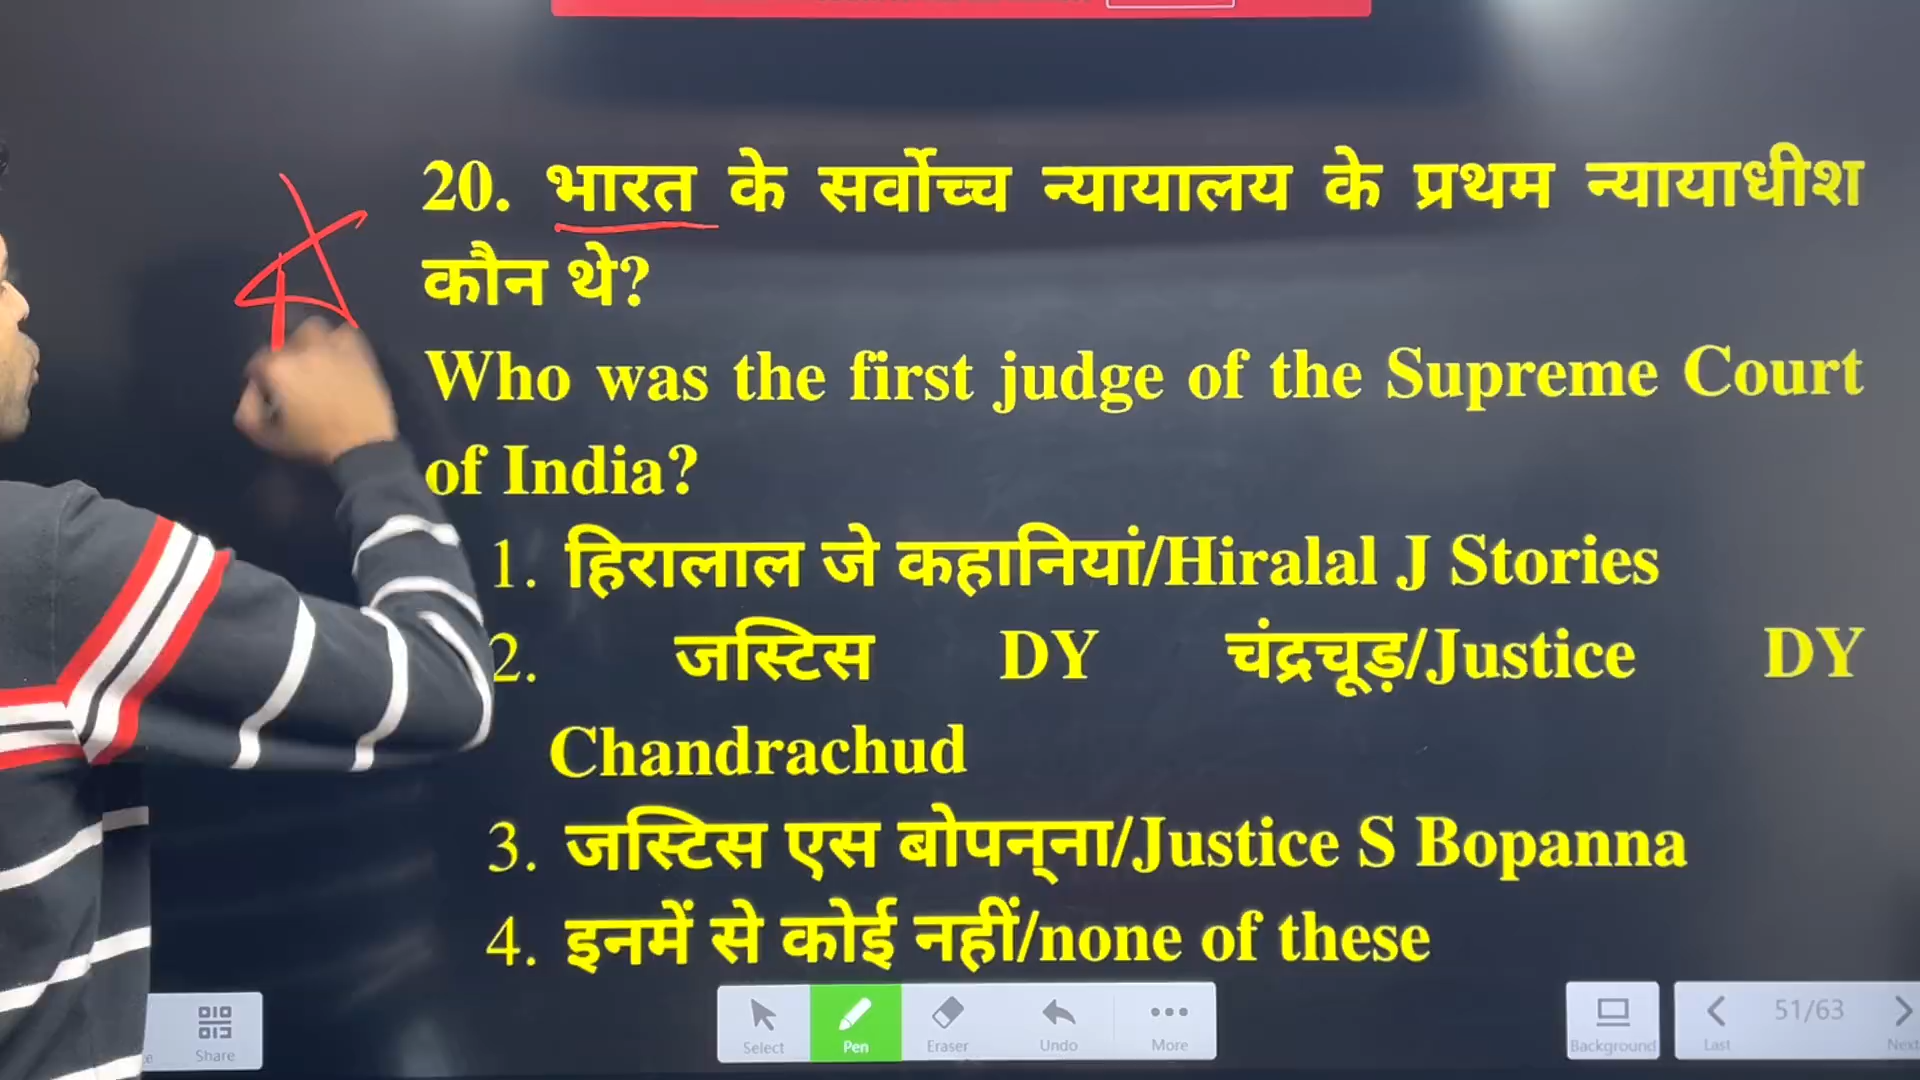 20. भारत के सर्वोच्च न्यायालय के प्रथम न्यायाधीश
कौन थे?
Who was the first judge of the Supreme Court
of India?
1. हिरालाल जे कहानियां/Hiralal J Stories
2. जस्टिस DY चंद्रचूड़/Justice DY
Chandrachud
3. जस्टिस एस बोपन्ना/Justice S Bopanna
4. इनमें से कोई नहीं/none of these
Share
Select Pen Eraser Undo More
Background
51/63
Last Next